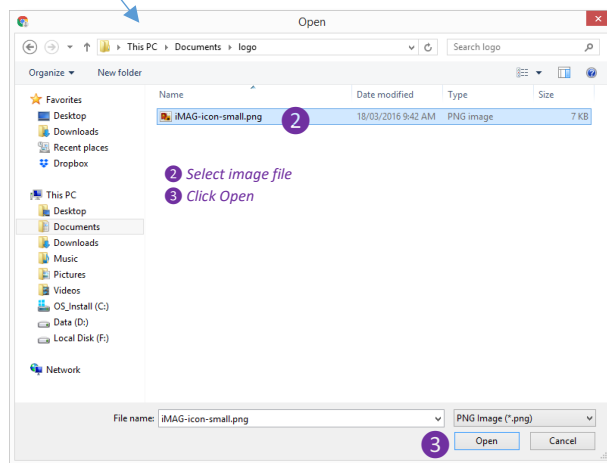 Open
This PC ▸ Documents ▸ logo
Search logo
Organize
New folder
Name Date modified Type Size
Favorites
Desktop
Downloads
Recent places
Dropbox
iMAG-icon-small.png 2 18/03/2016 9:42 AM PNG image 7 KB
2 Select image file
3 Click Open
This PC
Desktop
Documents
Downloads
Music
Pictures
Videos
OS_Install (C:)
Data (D:)
Local Disk (F:)
Network
File name: iMAG-icon-small.png PNG Image (*.png)
3 Open Cancel